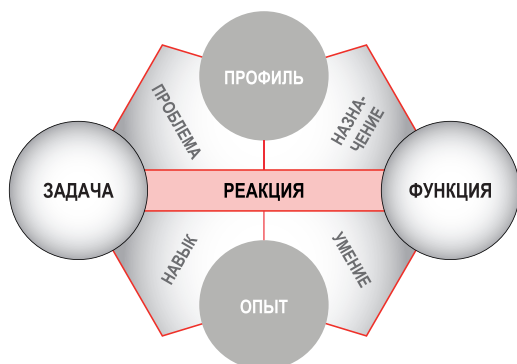 ПРОФИЛЬ
ПРОБЛЕМА
НАЗНА-
ЧЕНИЕ
ЗАДАЧА
РЕАКЦИЯ
ФУНКЦИЯ
НАВЫК
УМЕНИЕ
ОПЫТ